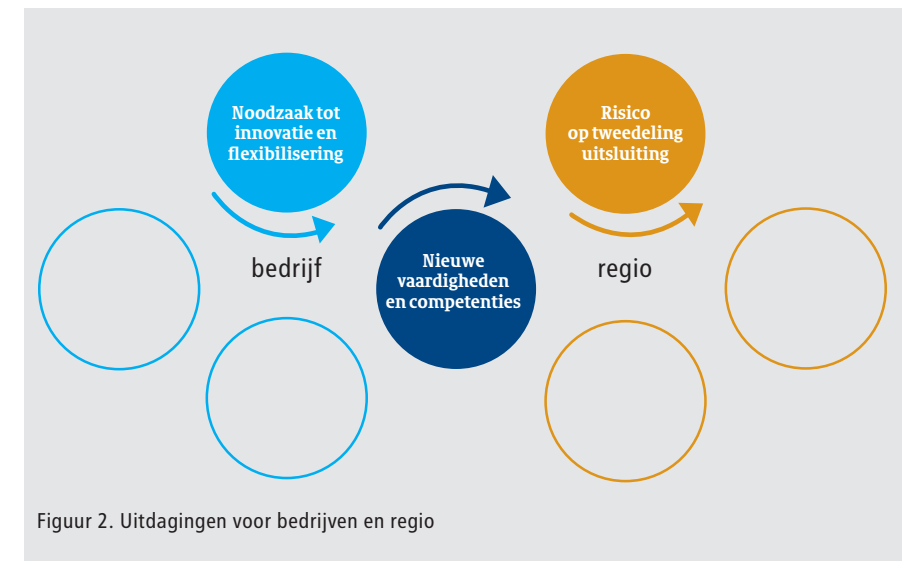 Noodzaak tot
innovatie en
flexibilisering
Risico
op tweedeling
uitsluiting
bedrijf
Nieuwe
vaardigheden
en competenties
regio
Figuur 2. Uitdagingen voor bedrijven en regio